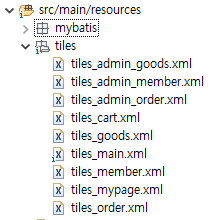 src/main/resources
mybatis
tiles
tiles_admin_goods.xml
tiles_admin_member.xml
tiles_admin_order.xml
tiles_cart.xml
tiles_goods.xml
tiles_main.xml
tiles_member.xml
tiles_mypage.xml
tiles_order.xml